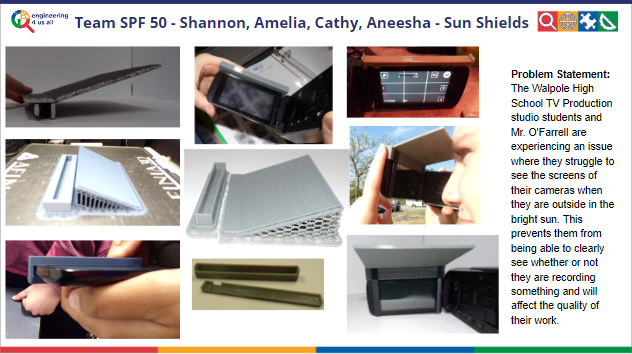 engineering
4 us all
Team SPF 50 - Shannon, Amelia, Cathy, Aneesha - Sun Shields
Problem Statement:
The Walpole High
School TV Production
studio students and
Mr. O'Farrell are
experiencing an issue
where they struggle to
see the screens of
their cameras when
they are outside in the
bright sun. This
prevents them from
being able to clearly
see whether or not
they are recording
something and will
affect the quality of
their work.